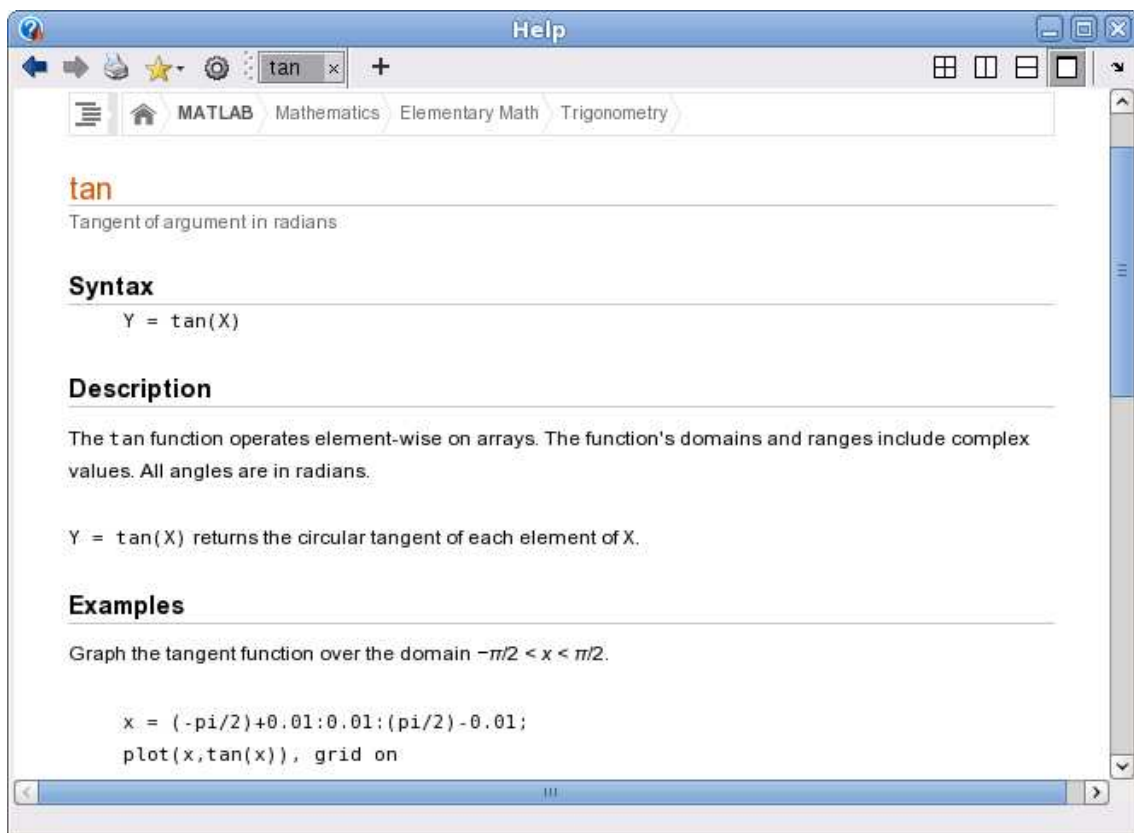 Help
tan
MATLAB Mathematics Elementary Math Trigonometry
tan
Tangent of argument in radians
Syntax
Y = tan(X)
Description
The tan function operates element-wise on arrays. The function's domains and ranges include complex
values. All angles are in radians.
Y = tan(X) returns the circular tangent of each element of X.
Examples
Graph the tangent function over the domain −π/2 < x < π/2.
x = (-pi/2)+0.01:0.01:(pi/2)-0.01;
plot(x,tan(x)), grid on